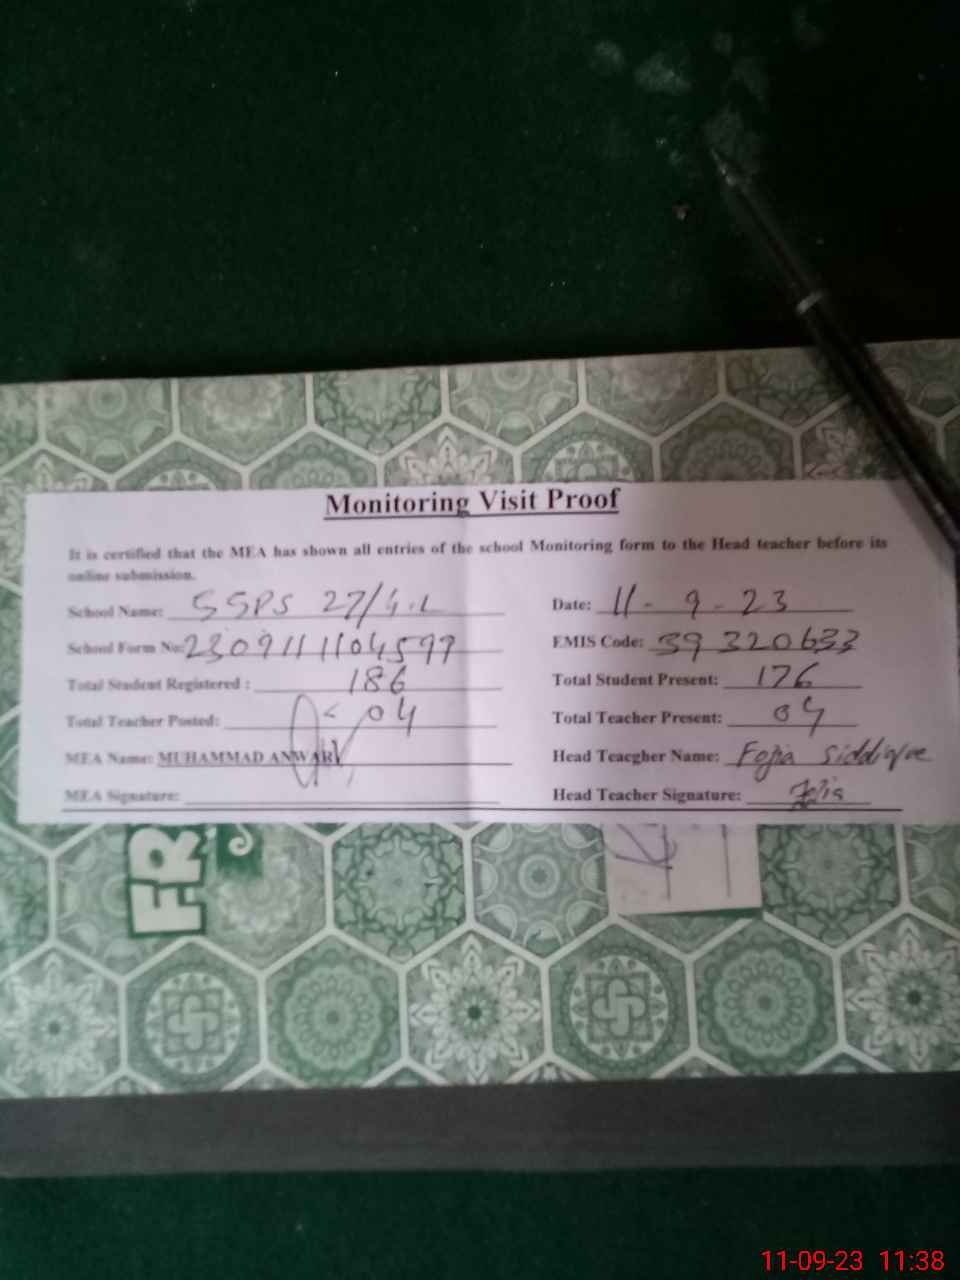 Monitoring Visit Proof
It is certified that the MEA has shown all entries of the school Monitoring form to the Head teacher before its
online submission.
School Name: SSPS 27/4.L Date: 11-9-23
School Form No: 2309111104597 EMIS Code: 39320633
Total Student Registered : 186 Total Student Present: 176
Total Teacher Posted: 04 Total Teacher Present: 04
MEA Name: MUHAMMAD ANWAR Head Teacgher Name: Fojia Siddique
MEA Signature: Head Teacher Signature: Fojia
FR
11-09-23 11:38